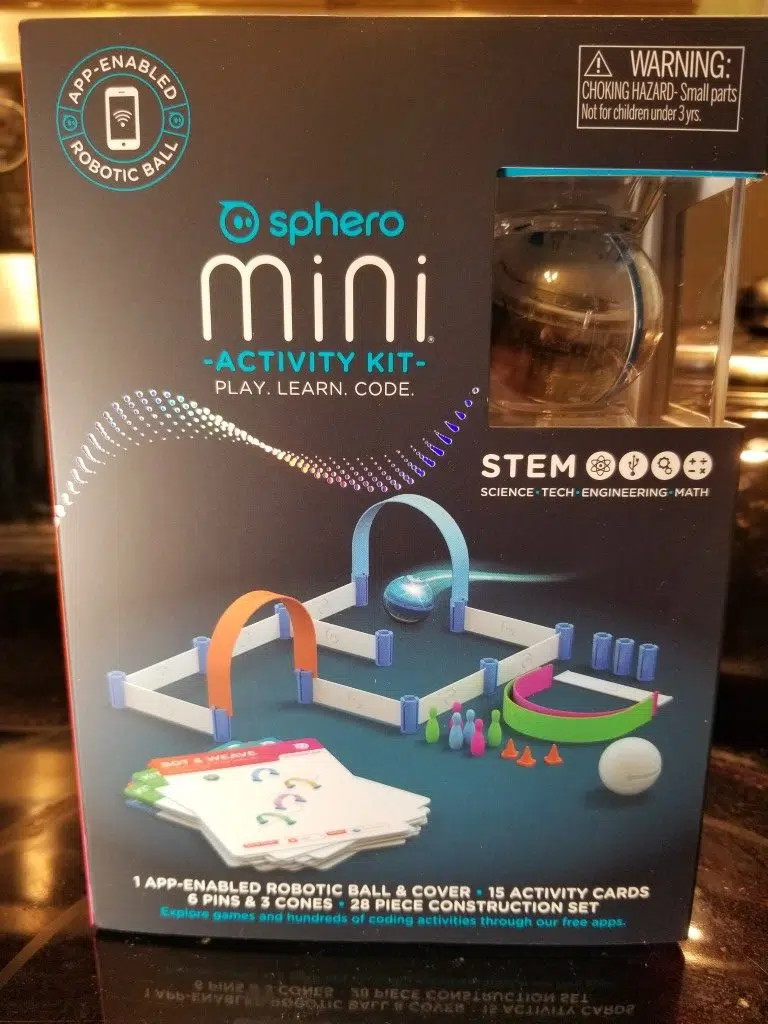 APP-ENABLED
ROBOTIC BALL
WARNING:
CHOKING HAZARD- Small parts
Not for children under 3 yrs.
sphero
mini®
-ACTIVITY KIT-
PLAY. LEARN. CODE.
STEM
SCIENCE•TECH•ENGINEERING•MATH
BOT & WEAVE
1 APP-ENABLED ROBOTIC BALL & COVER • 15 ACTIVITY CARDS
6 PINS & 3 CONES • 28 PIECE CONSTRUCTION SET
Explore games and hundreds of coding activities through our free apps.